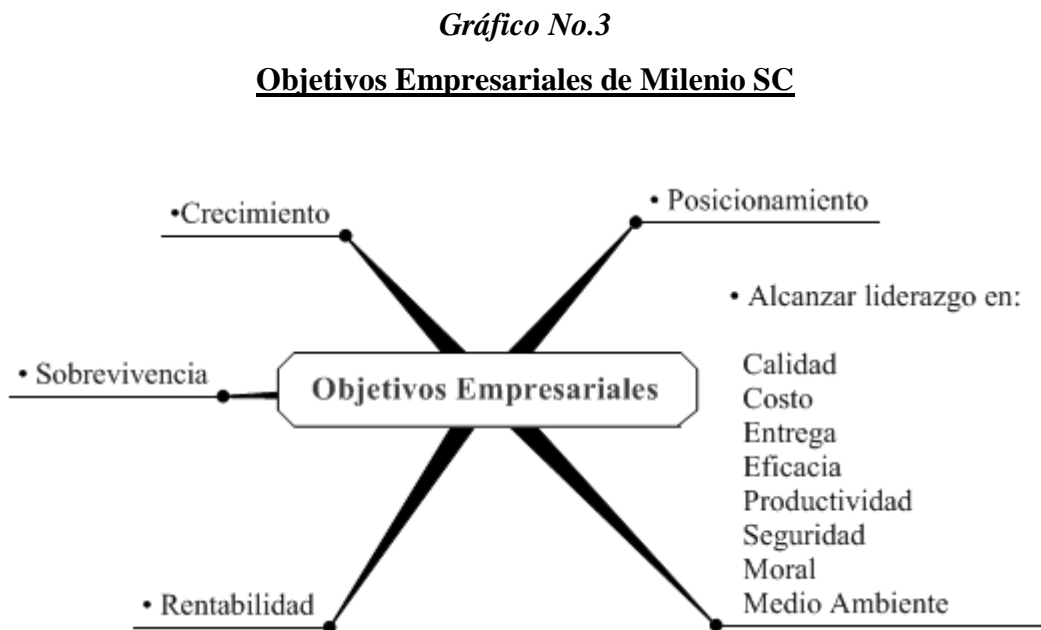 Gráfico No.3
Objetivos Empresariales de Milenio SC
•Crecimiento
• Posicionamiento
• Alcanzar liderazgo en:
• Sobrevivencia
Objetivos Empresariales
Calidad
Costo
Entrega
Eficacia
Productividad
Seguridad
Moral
Medio Ambiente
• Rentabilidad